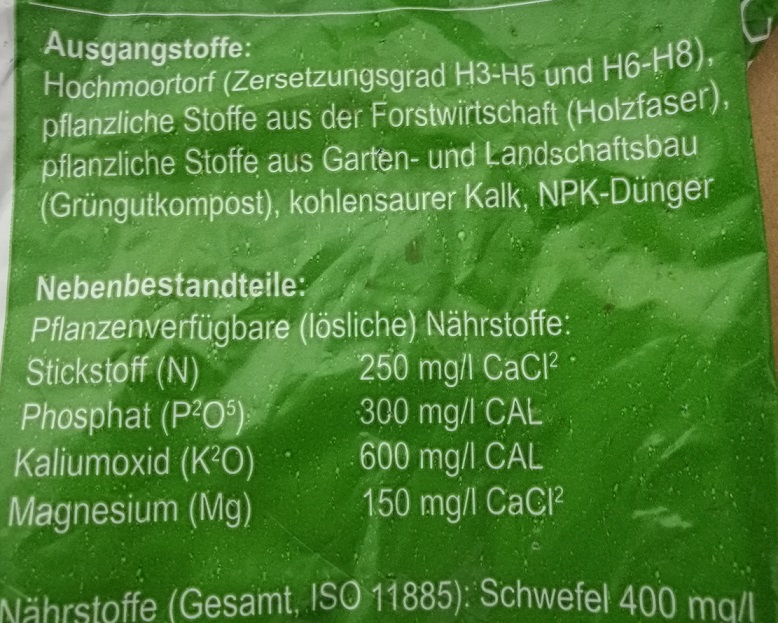 Ausgangstoffe:
Hochmoortorf (Zersetzungsgrad H3-H5 und H6-H8),
pflanzliche Stoffe aus der Forstwirtschaft (Holzfaser),
pflanzliche Stoffe aus Garten- und Landschaftsbau
(Grüngutkompost), kohlensaurer Kalk, NPK-Dünger
Nebenbestandteile:
Pflanzenverfügbare (lösliche) Nährstoffe:
Stickstoff (N) 250 mg/l CaCl²
Phosphat (P²O⁵) 300 mg/l CAL
Kaliumoxid (K²O) 600 mg/l CAL
Magnesium (Mg) 150 mg/l CaCl²
Nährstoffe (Gesamt, ISO 11885): Schwefel 400 mg/l